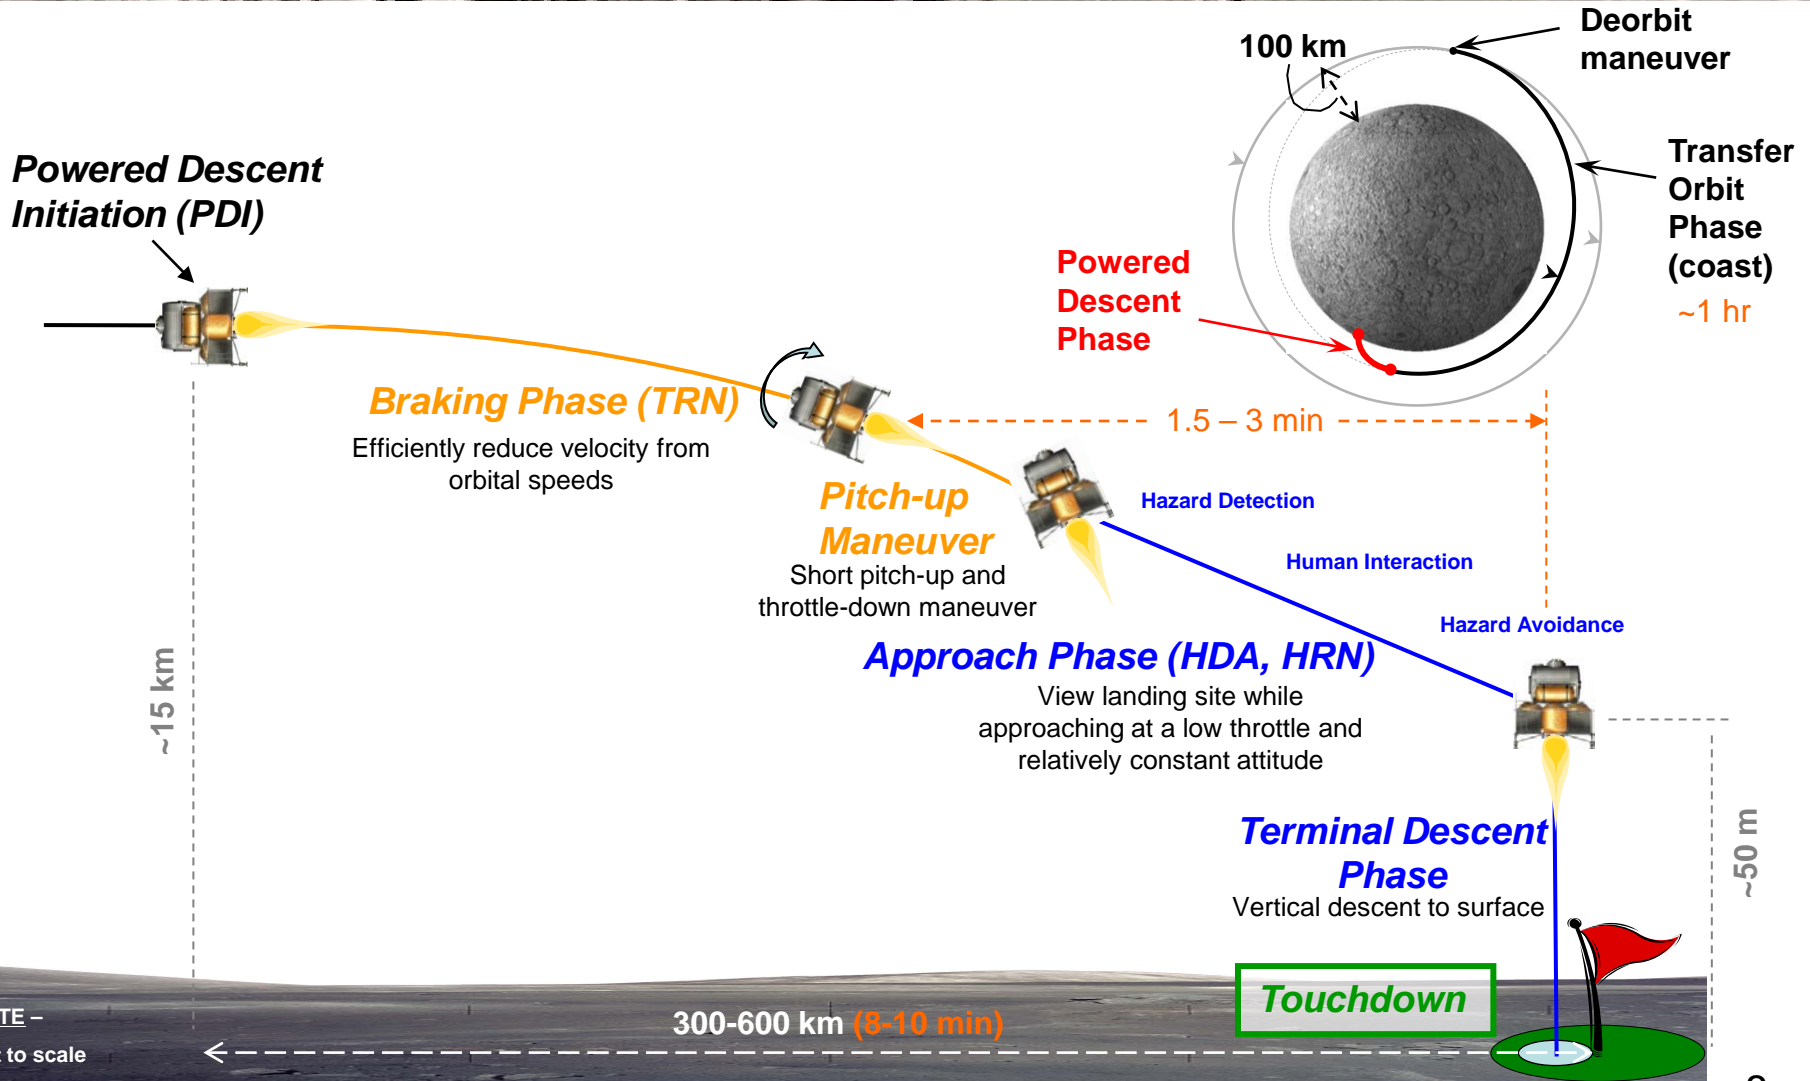 Deorbit
maneuver
100 km
Transfer
Orbit
Phase
(coast)
~1 hr
Powered Descent
Initiation (PDI)
Powered
Descent
Phase
Braking Phase (TRN)
Efficiently reduce velocity from
orbital speeds
1.5 – 3 min
Pitch-up
Maneuver
Short pitch-up and
throttle-down maneuver
Hazard Detection
Human Interaction
Hazard Avoidance
Approach Phase (HDA, HRN)
View landing site while
approaching at a low throttle and
relatively constant attitude
~15 km
Terminal Descent
Phase
Vertical descent to surface
~50 m
Touchdown
300-600 km (8-10 min)
TE –
to scale